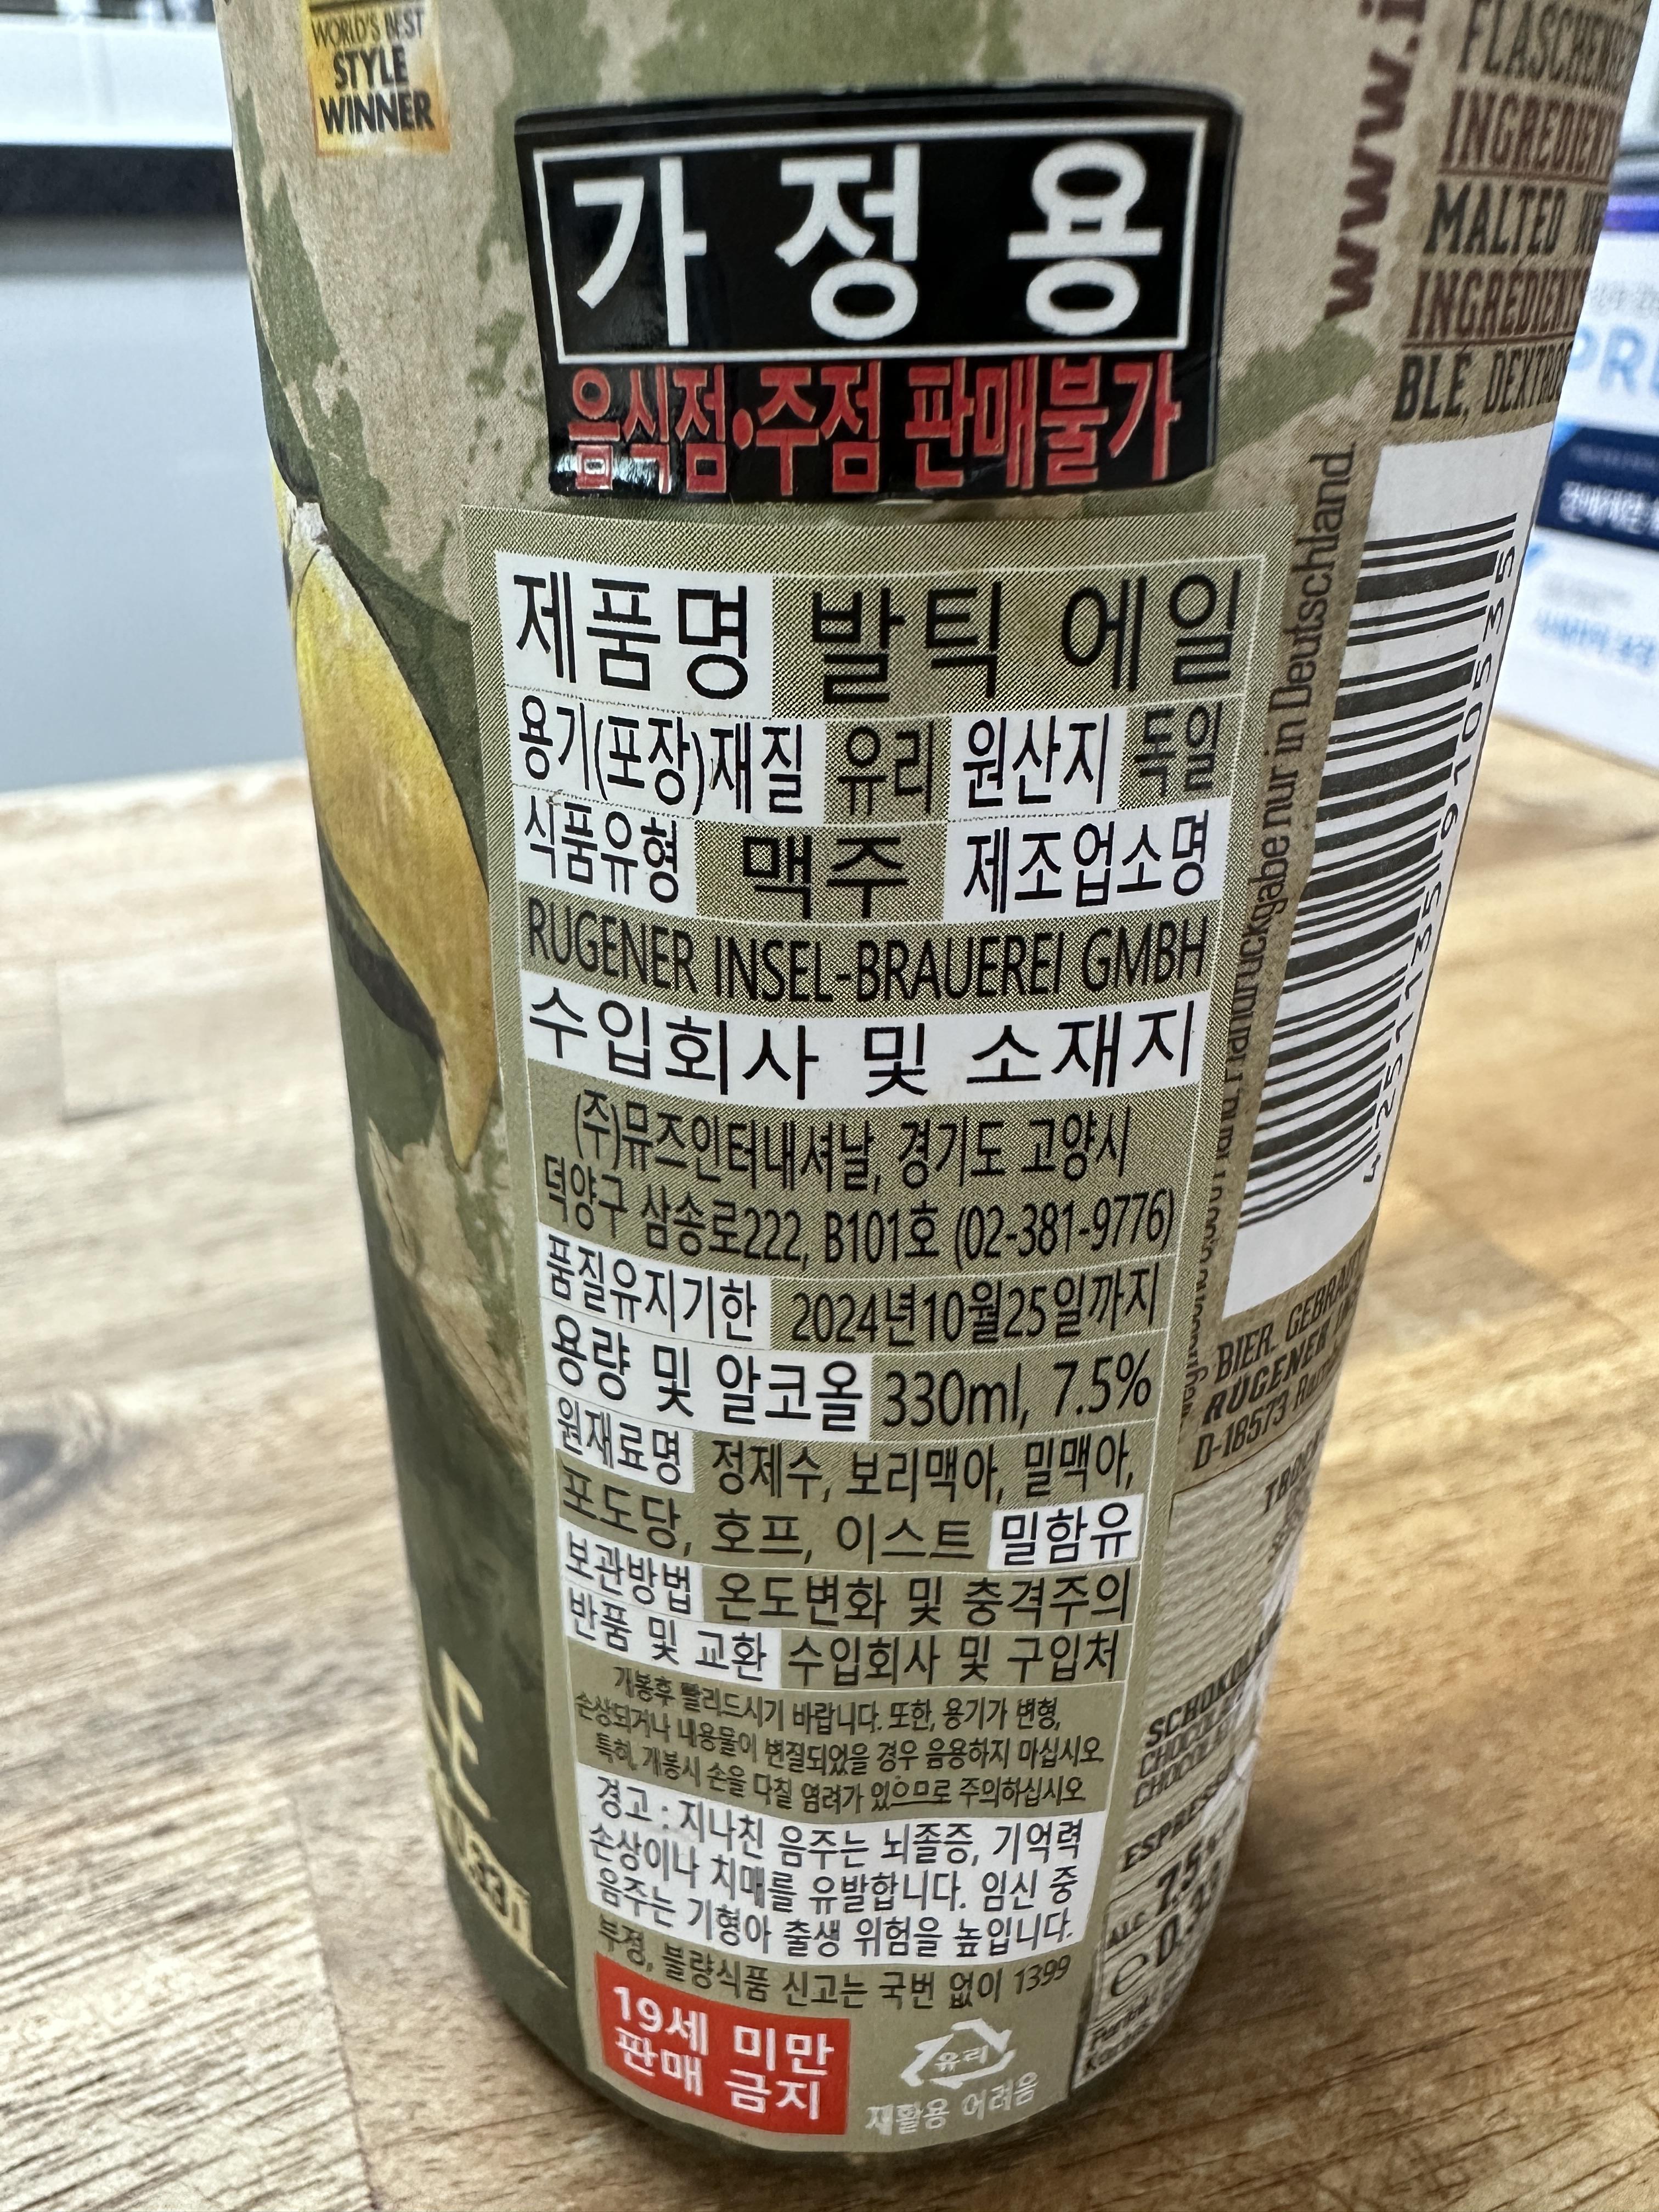 WORLD'S BEST
STYLE
WINNER
가정용
음식점•주점 판매불가
제품명 발틱 에일
용기(포장)재질 유리 원산지 독일
식품유형 맥주 제조업소명
RUGENER INSEL-BRAUEREI GMBH
수입회사 및 소재지
(주)뮤즈인터내셔날, 경기도 고양시
덕양구 삼송로222, B101호 (02-381-9776)
품질유지기한 2024년10월25일까지
용량 및 알코올 330ml, 7.5%
원재료명 정제수, 보리맥아, 밀맥아,
포도당, 호프, 이스트 밀함유
보관방법 온도변화 및 충격주의
반품 및 교환 수입회사 및 구입처
개봉후 빨리드시기 바랍니다. 또한, 용기가 변형,
손상되거나 내용물이 변질되었을 경우 음용하지 마십시오
특히, 개봉시 손을 다칠 염려가 있으므로 주의하십시오
경고 : 지나친 음주는 뇌졸증, 기억력
손상이나 치매를 유발합니다. 임신 중
음주는 기형아 출생 위험을 높입니다.
부정, 불량식품 신고는 국번 없이 1399
19세 미만
판매 금지
유리
재활용 어려움
www.i
MALTED
BLE,
nur in Deutschland.
4 251135 910535
BIER.
D-18573
7.5%